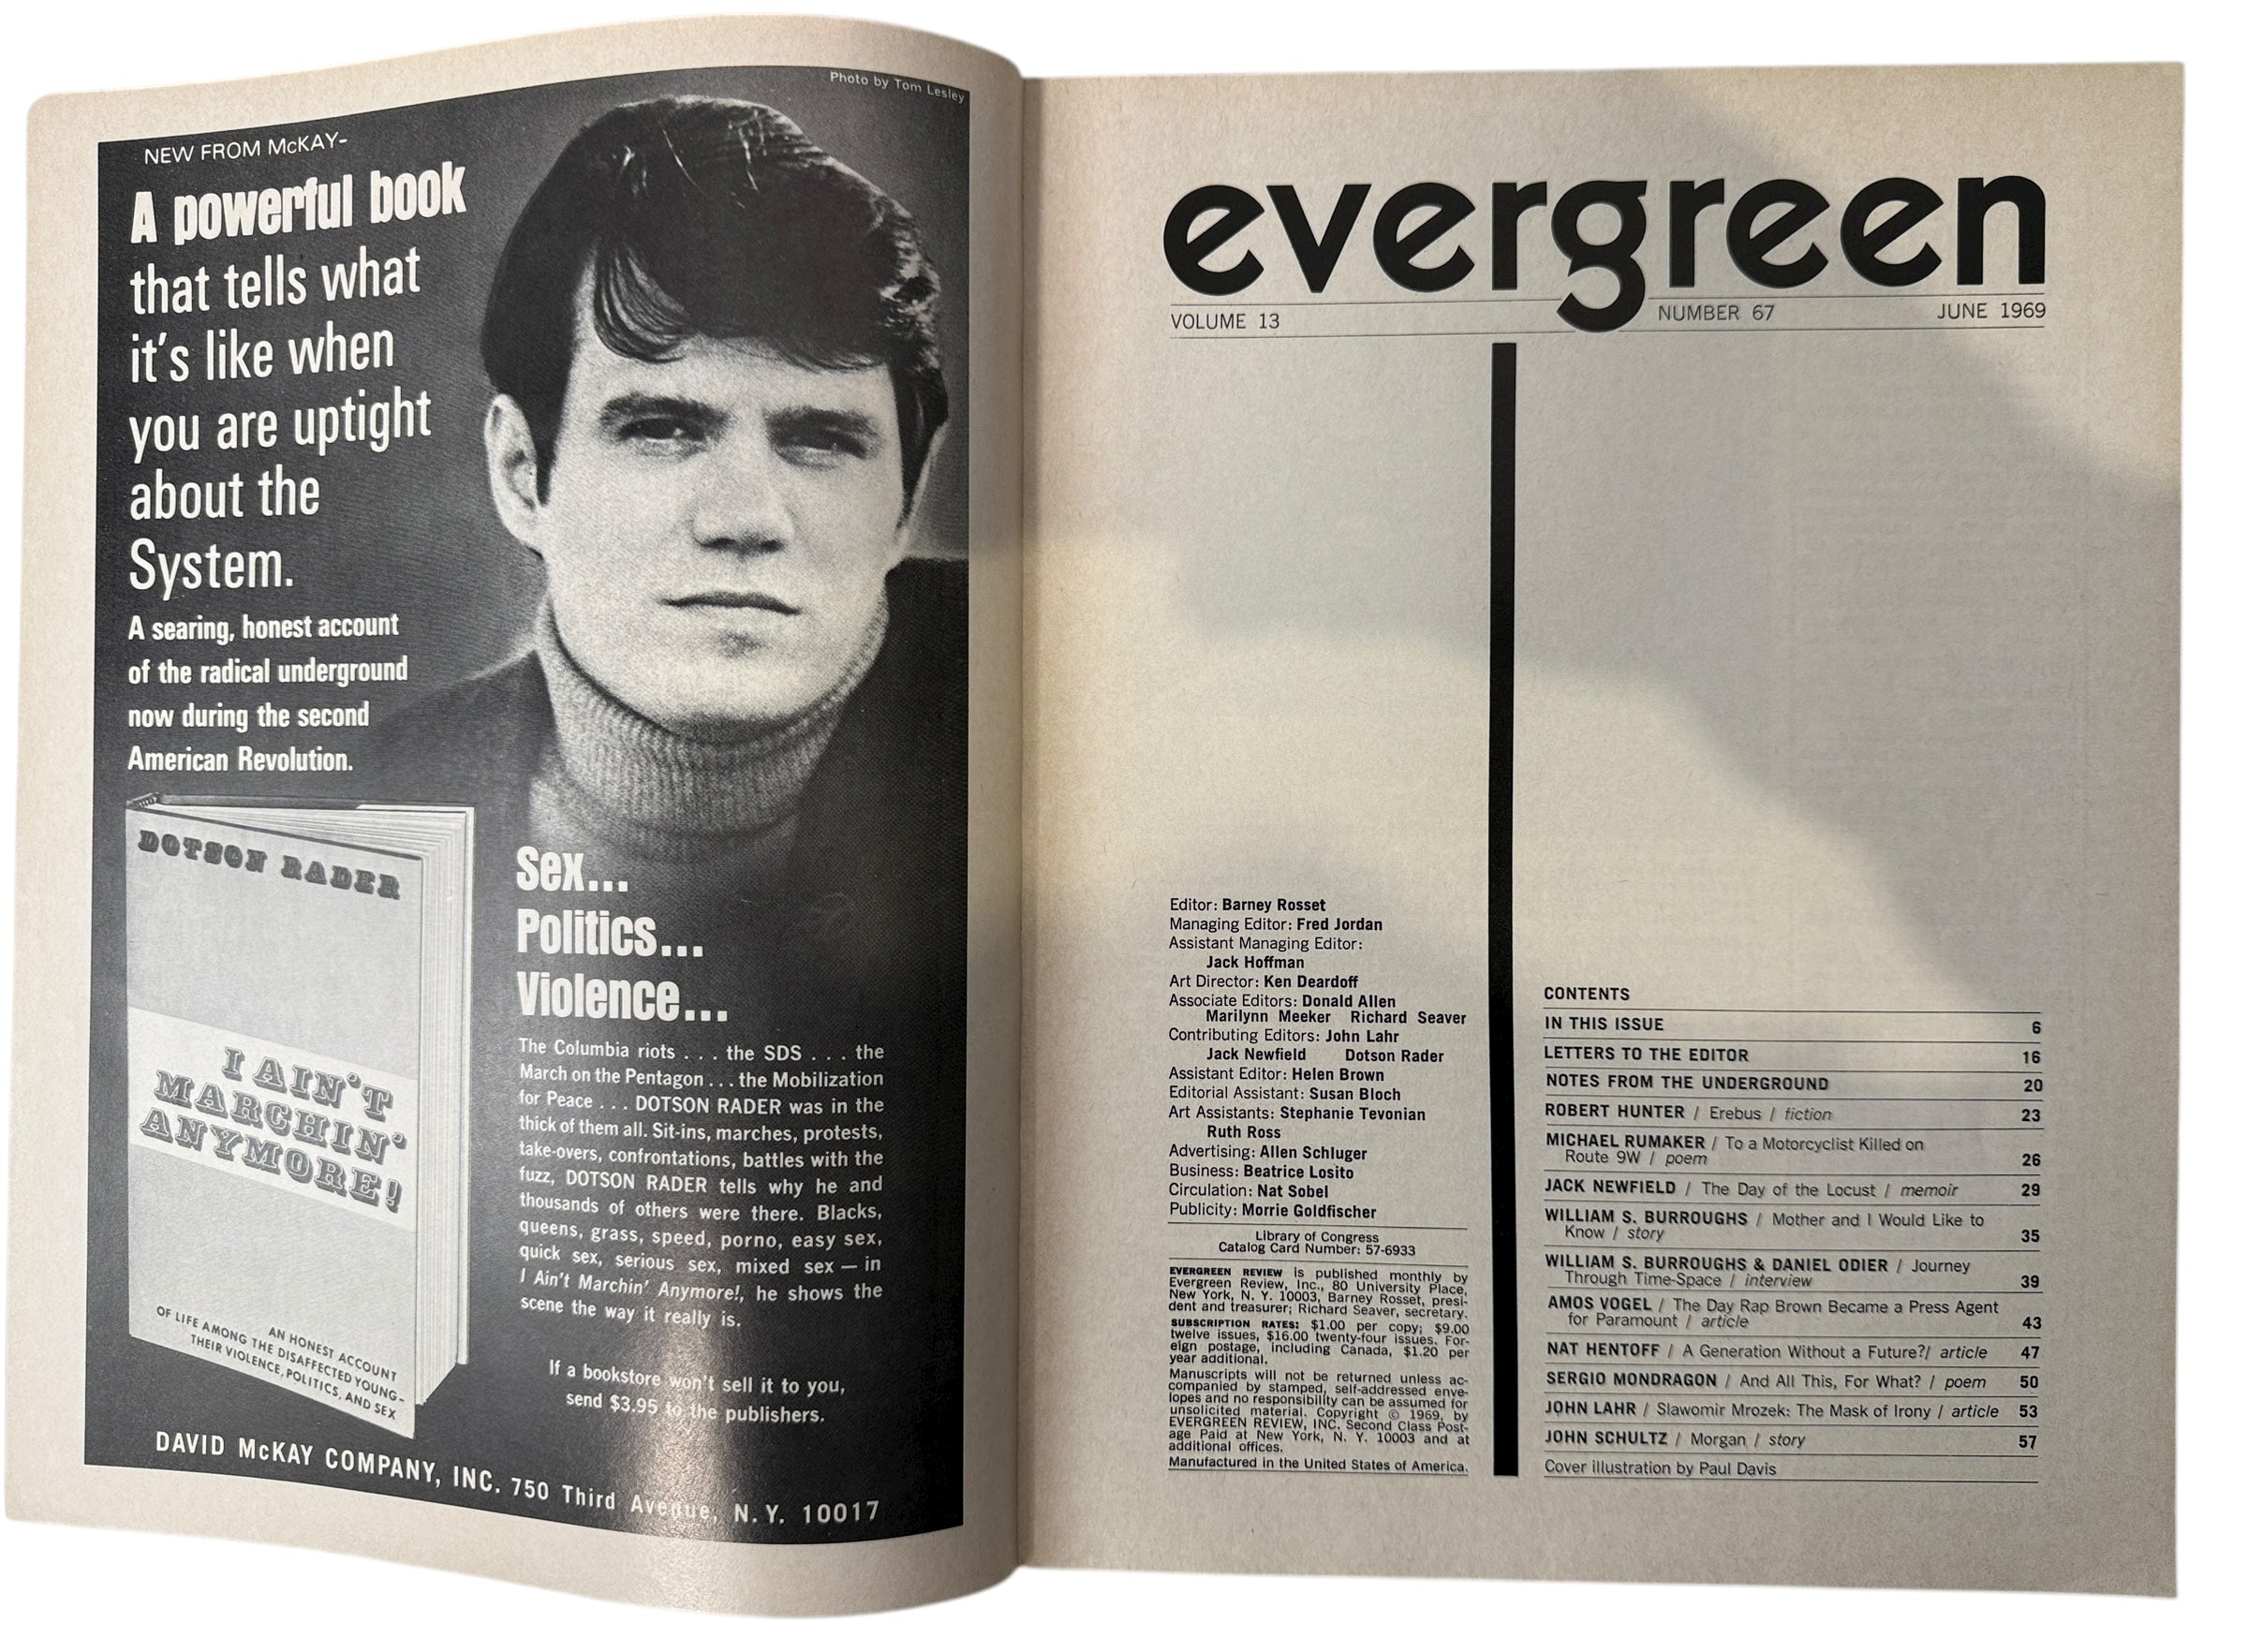 Photo by Tom Lesley
NEW FROM McKAY-
A powerful book
that tells what
it's like when
you are uptight
about the
System.
A searing, honest account
of the radical underground
now during the second
American Revolution.
DOTSON RADER
I AIN'T
MARCHIN'
ANYMORE!
AN HONEST ACCOUNT
OF LIFE AMONG THE DISAFFECTED YOUNG-
THEIR VIOLENCE, POLITICS, AND SEX
Sex...
Politics...
Violence...
The Columbia riots . . . the SDS . . . the
March on the Pentagon . . . the Mobilization
for Peace . . . DOTSON RADER was in the
thick of them all. Sit-ins, marches, protests,
take-overs, confrontations, battles with the
fuzz, DOTSON RADER tells why he and
thousands of others were there. Blacks,
queens, grass, speed, porno, easy sex,
quick sex, serious sex, mixed sex — in
I Ain't Marchin' Anymore!, he shows the
scene the way it really is.
If a bookstore won't sell it to you,
send $3.95 to the publishers.
DAVID McKAY COMPANY, INC. 750 Third Avenue, N.Y. 10017
evergreen
VOLUME 13 NUMBER 67 JUNE 1969
Editor: Barney Rosset
Managing Editor: Fred Jordan
Assistant Managing Editor:
Jack Hoffman
Art Director: Ken Deardoff
Associate Editors: Donald Allen
Marilynn Meeker Richard Seaver
Contributing Editors: John Lahr
Jack Newfield Dotson Rader
Assistant Editor: Helen Brown
Editorial Assistant: Susan Bloch
Art Assistants: Stephanie Tevonian
Ruth Ross
Advertising: Allen Schluger
Business: Beatrice Losito
Circulation: Nat Sobel
Publicity: Morrie Goldfischer
Library of Congress
Catalog Card Number: 57-6933
EVERGREEN REVIEW is published monthly by
Evergreen Review, Inc., 80 University Place,
New York, N. Y. 10003, Barney Rosset, presi-
dent and treasurer; Richard Seaver, secretary.
SUBSCRIPTION RATES: $1.00 per copy; $9.00
twelve issues, $16.00 twenty-four issues. For-
eign postage, including Canada, $1.20 per
year additional.
Manuscripts will not be returned unless ac-
companied by stamped, self-addressed enve-
lopes and no responsibility can be assumed for
unsolicited material. Copyright © 1969, by
EVERGREEN REVIEW, INC. Second Class Post-
age Paid at New York, N. Y. 10003 and at
additional offices.
Manufactured in the United States of America.
CONTENTS
IN THIS ISSUE 6
LETTERS TO THE EDITOR 16
NOTES FROM THE UNDERGROUND 20
ROBERT HUNTER / Erebus / fiction 23
MICHAEL RUMAKER / To a Motorcyclist Killed on
Route 9W / poem 26
JACK NEWFIELD / The Day of the Locust / memoir 29
WILLIAM S. BURROUGHS / Mother and I Would Like to
Know / story 35
WILLIAM S. BURROUGHS & DANIEL ODIER / Journey
Through Time-Space / interview 39
AMOS VOGEL / The Day Rap Brown Became a Press Agent
for Paramount / article 43
NAT HENTOFF / A Generation Without a Future?/ article 47
SERGIO MONDRAGON / And All This, For What? / poem 50
JOHN LAHR / Slawomir Mrozek: The Mask of Irony / article 53
JOHN SCHULTZ / Morgan / story 57
Cover illustration by Paul Davis